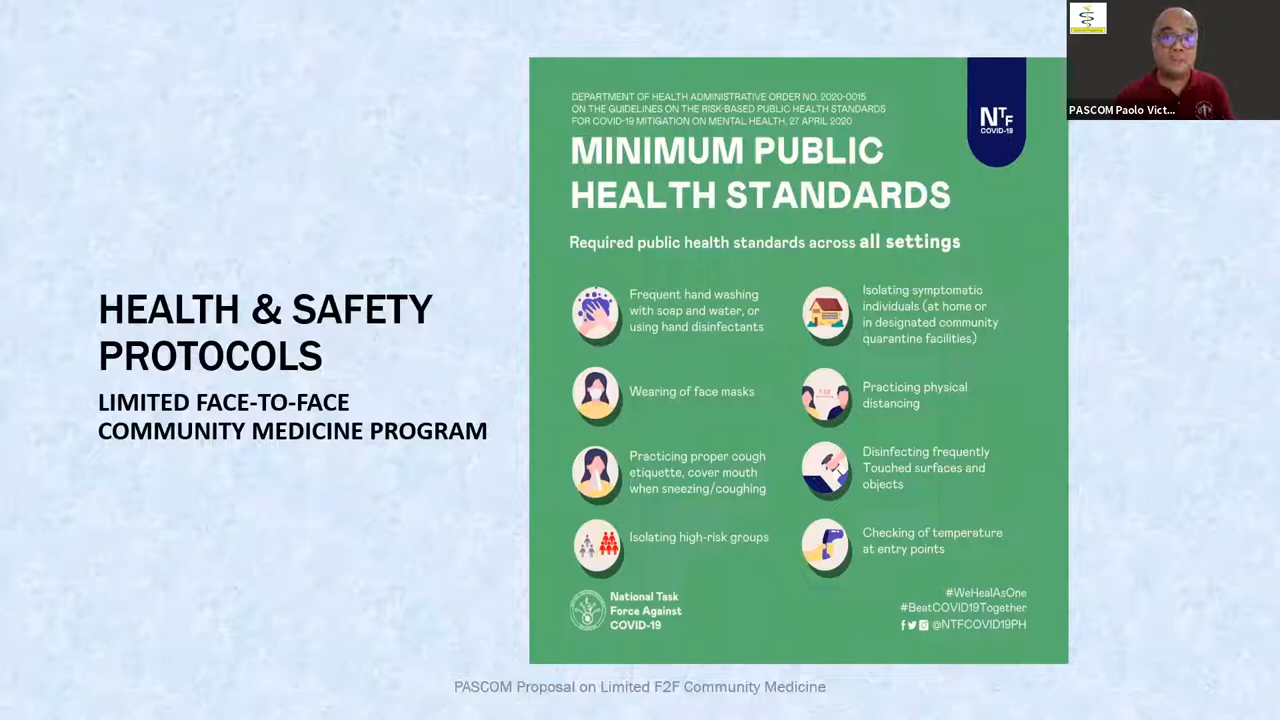 HEALTH & SAFETY
PROTOCOLS
LIMITED FACE-TO-FACE
COMMUNITY MEDICINE PROGRAM
DEPARTMENT OF HEALTH ADMINISTRATIVE ORDER NO. 2020-0015
ON THE GUIDELINES ON THE RISK-BASED PUBLIC HEALTH STANDARDS
FOR COVID-19 MITIGATION ON MENTAL HEALTH, 27 APRIL 2020
NTF
COVID-19
MINIMUM PUBLIC
HEALTH STANDARDS
Required public health standards across all settings
Frequent hand washing
with soap and water, or
using hand disinfectants
Wearing of face masks
Practicing proper cough
etiquette, cover mouth
when sneezing/coughing
Isolating high-risk groups
Isolating symptomatic
individuals (at home or
in designated community
quarantine facilities)
1 M
Practicing physical
distancing
Disinfecting frequently
Touched surfaces and
objects
Checking of temperature
at entry points
National Task
Force Against
COVID-19
#WeHealAsOne
#BeatCOVID19Together
@NTFCOVID19PH
PASCOM Proposal on Limited F2F Community Medicine
PASCOM Paolo Vict...